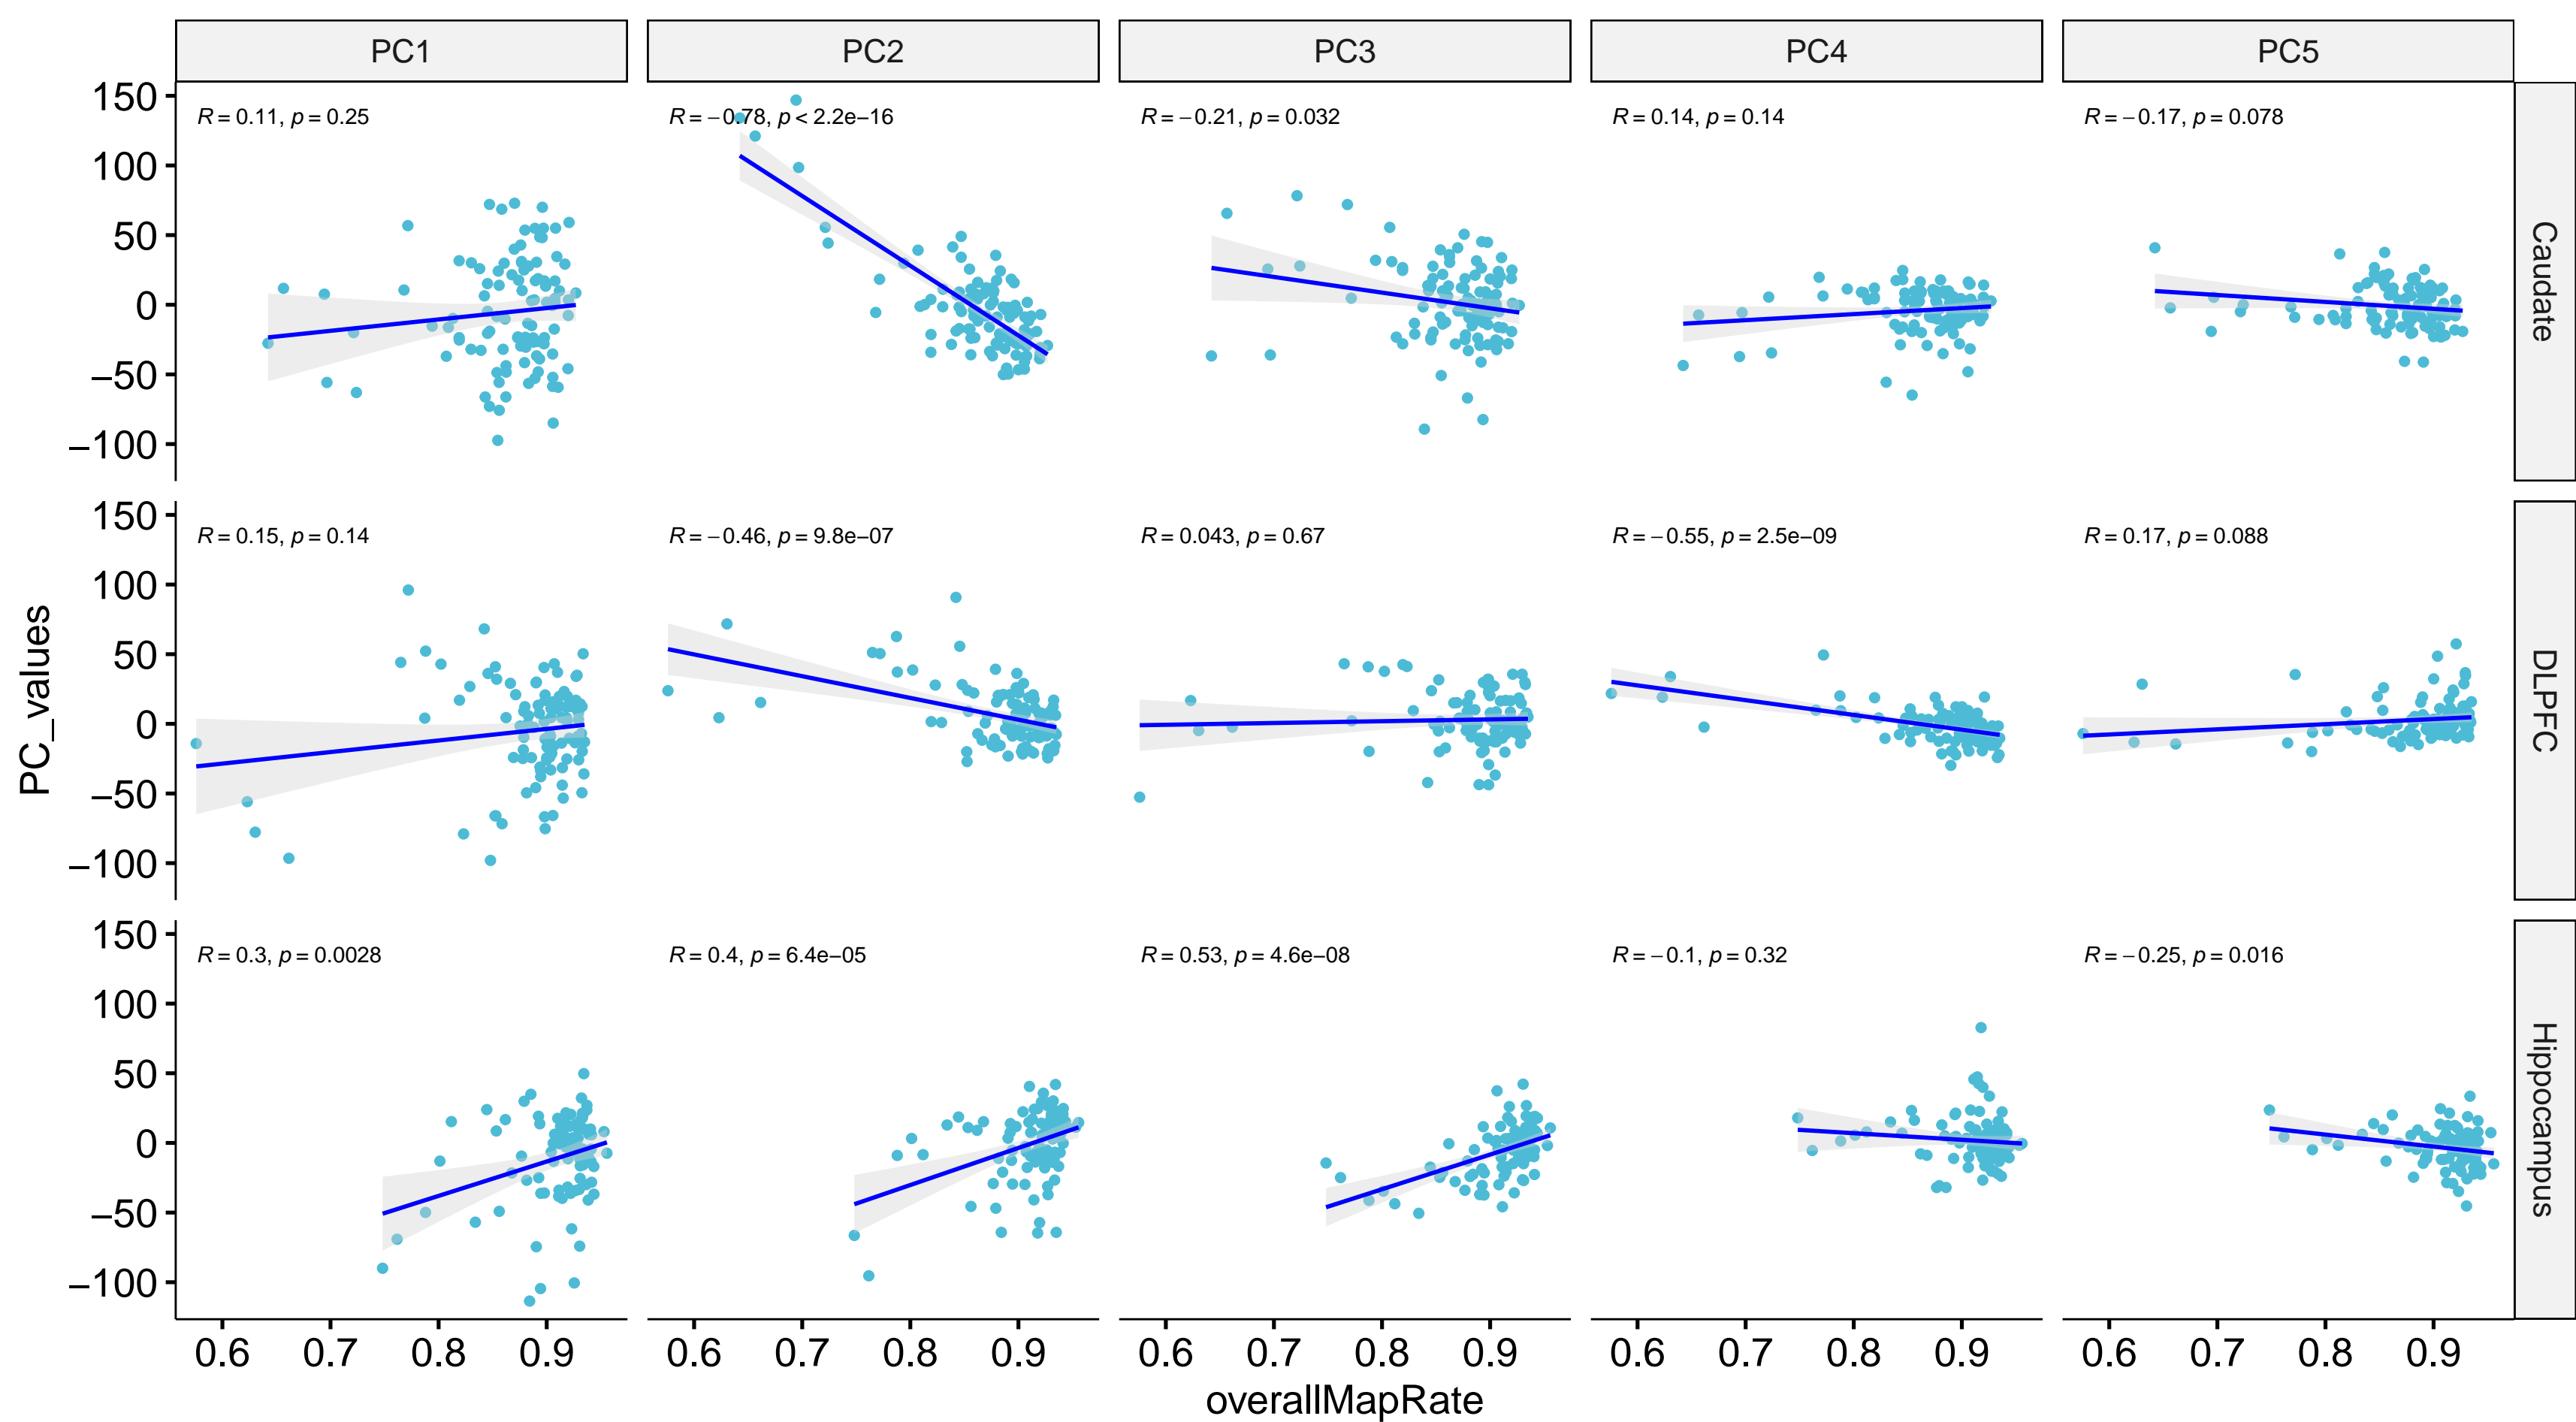 PC1 PC2 PC3 PC4 PC5
150 R = 0.11, p = 0.25 R = −0.78, p < 2.2e−16 R = −0.21, p = 0.032 R = 0.14, p = 0.14 R = −0.17, p = 0.078
100
50
0
−50
−100
Caudate
150 R = 0.15, p = 0.14 R = −0.46, p = 9.8e−07 R = 0.043, p = 0.67 R = −0.55, p = 2.5e−09 R = 0.17, p = 0.088
100
50
0
−50
−100
DLPFC
PC_values
150 R = 0.3, p = 0.0028 R = 0.4, p = 6.4e−05 R = 0.53, p = 4.6e−08 R = −0.1, p = 0.32 R = −0.25, p = 0.016
100
50
0
−50
−100
Hippocampus
0.6 0.7 0.8 0.9 0.6 0.7 0.8 0.9 0.6 0.7 0.8 0.9 0.6 0.7 0.8 0.9 0.6 0.7 0.8 0.9
overallMapRate